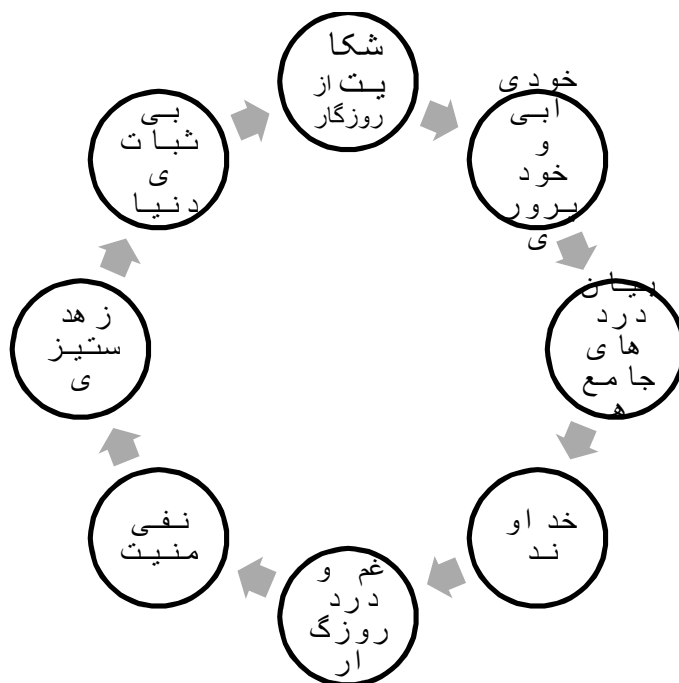 شکا
یت از
روزگار
خودی
ابی
و
خود
پرور
ی
بیان
درد
های
جامع
ه
خداو
ند
غم و
درد
روزگ
ار
نفی
منیت
زهد
ستیز
ی
بی
ثبات
ی
دنیا